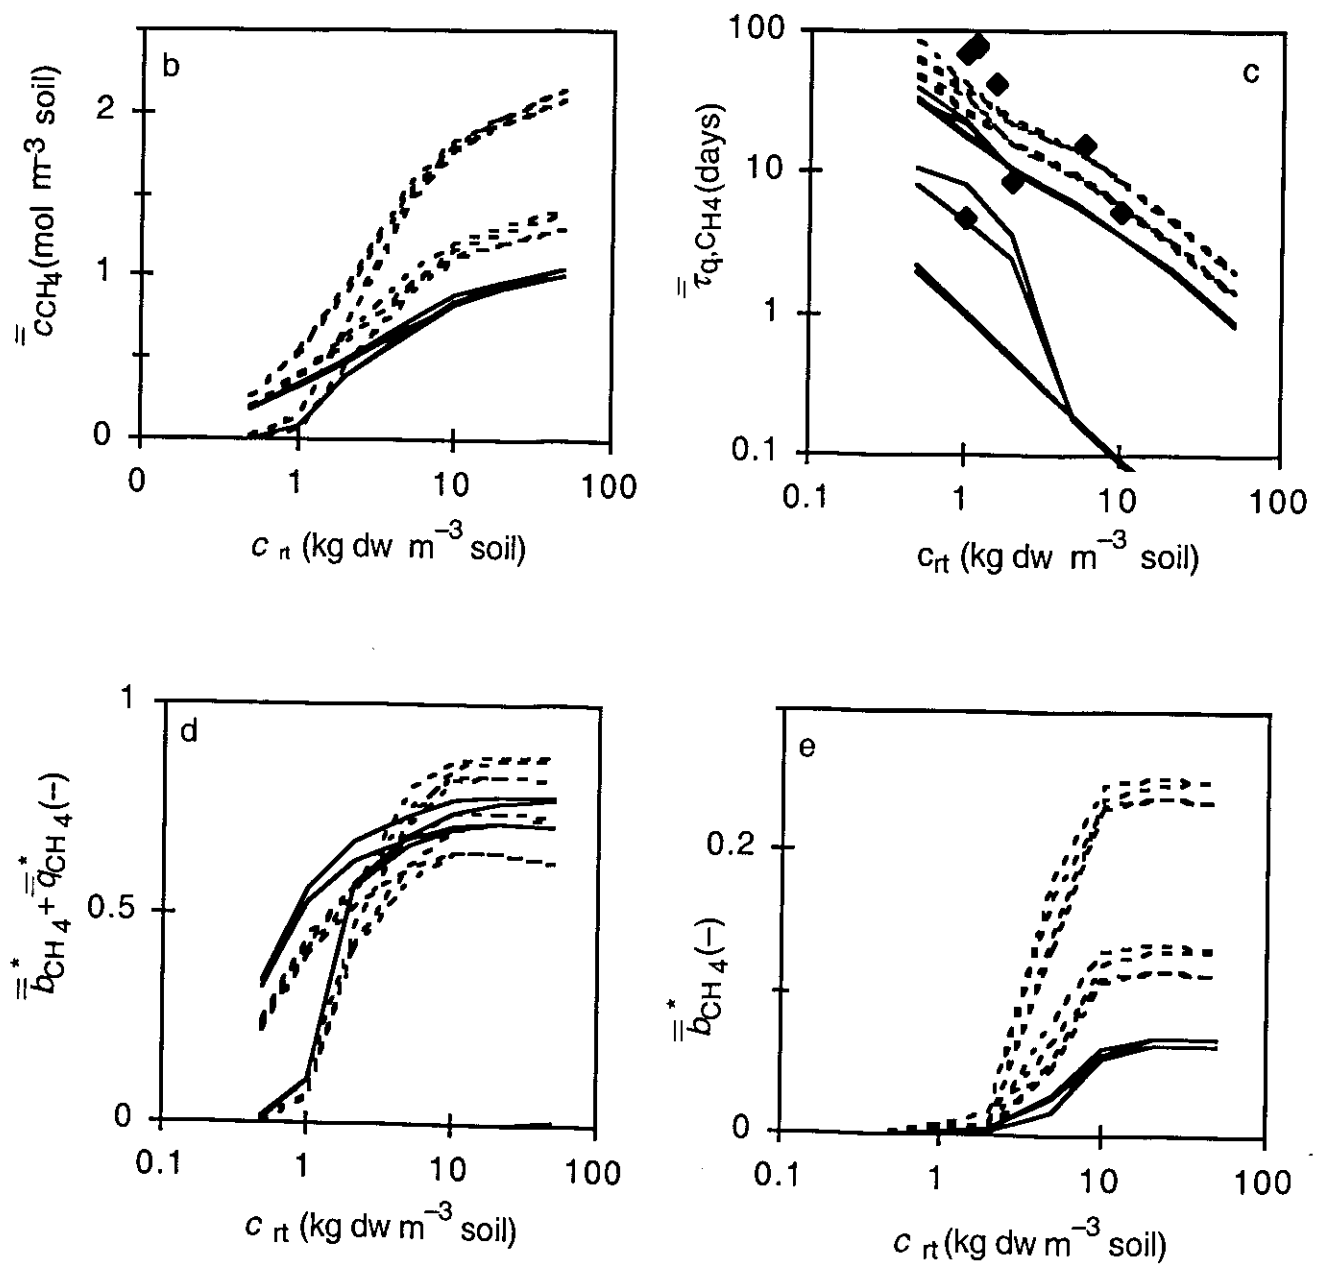 b
2
1
0
0 1 10 100
c̿CH4(mol m-3 soil)
c rt (kg dw m−3 soil)
c
100
10
1
0.1
0.1 1 10 100
τ̿q,CH4(days)
crt (kg dw m−3 soil)
d
1
0.5
0
0.1 1 10 100
b̿*CH4 + q̿*CH4(–)
c rt (kg dw m−3 soil)
e
0.2
0
0.1 1 10 100
b̿*CH4(–)
c rt (kg dw m−3 soil)